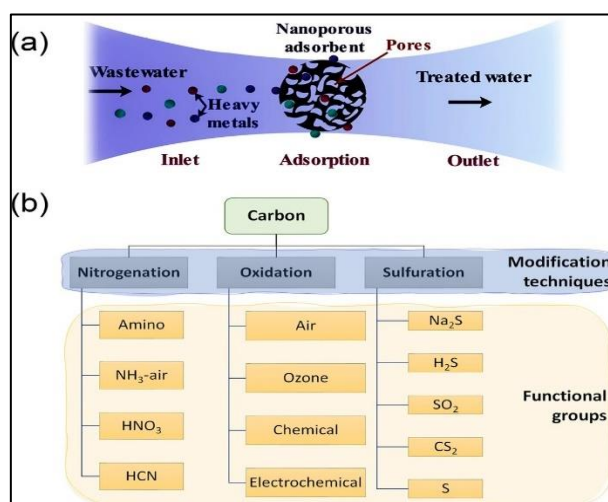 (a)
Nanoporous
adsorbent
Pores
Wastewater
Treated water
Heavy
metals
Inlet
Adsorption
Outlet
(b)
Carbon
Nitrogenation
Oxidation
Sulfuration
Modification
techniques
Amino
Air
Na₂S
NH₃-air
Ozone
H₂S
HNO₃
Chemical
SO₂
Functional
groups
HCN
Electrochemical
CS₂
S